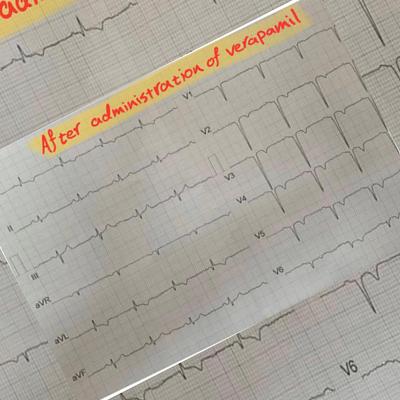 After administration of verapamil
V1
V2
V3
V4
V5
V6
II
III
aVR
aVL
aVF
V6